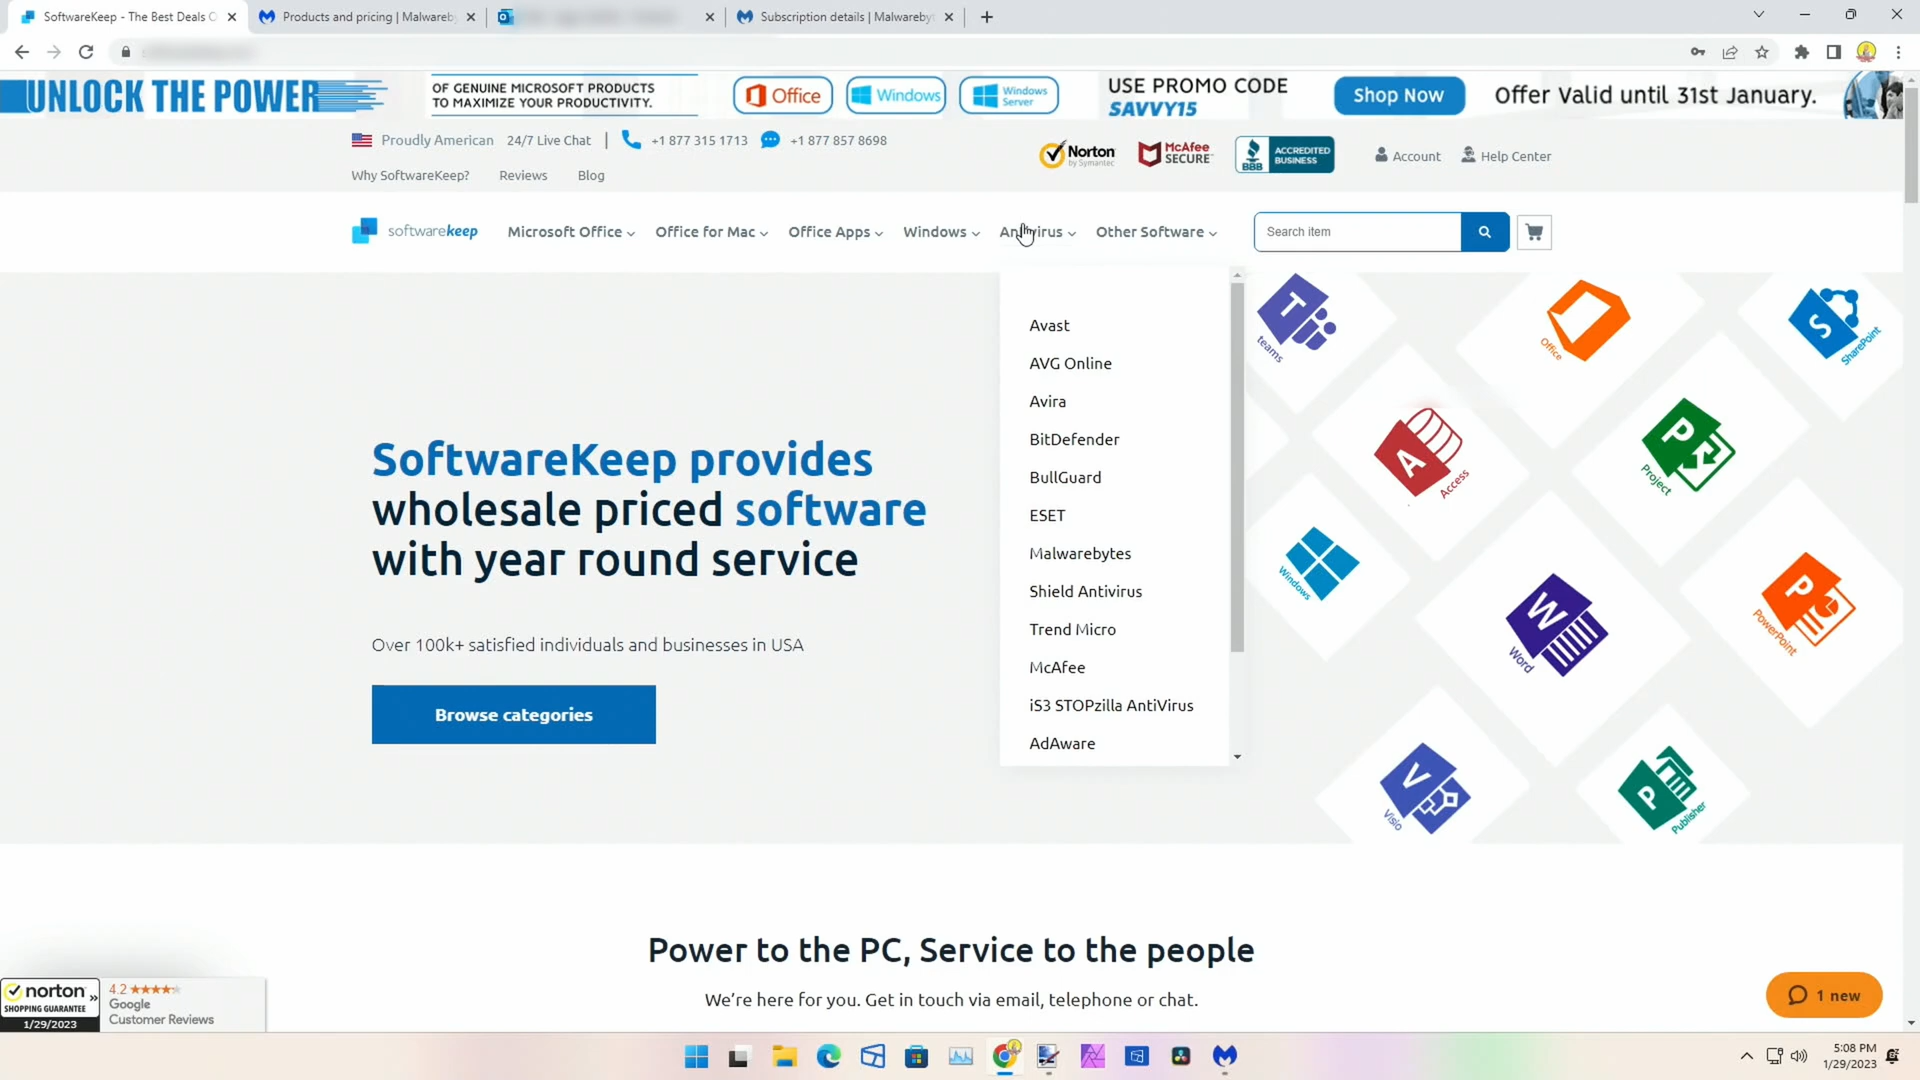 SoftwareKeep - The Best Deals O
Products and pricing | Malwareb
Subscription details | Malwareby
UNLOCK THE POWER
OF GENUINE MICROSOFT PRODUCTS
TO MAXIMIZE YOUR PRODUCTIVITY.
Office
Windows
Windows
Server
USE PROMO CODE
SAVVY15
Shop Now
Offer Valid until 31st January.
Proudly American
24/7 Live Chat
+1 877 315 1713
+1 877 857 8698
Norton
by Symantec
McAfee
SECURE
BBB
ACCREDITED
BUSINESS
Account
Help Center
Why SoftwareKeep?
Reviews
Blog
softwarekeep
Microsoft Office
Office for Mac
Office Apps
Windows
Antivirus
Other Software
Search item
Avast
AVG Online
Avira
BitDefender
BullGuard
ESET
Malwarebytes
Shield Antivirus
Trend Micro
McAfee
iS3 STOPzilla AntiVirus
AdAware
SoftwareKeep provides
wholesale priced software
with year round service
Over 100k+ satisfied individuals and businesses in USA
Browse categories
T
teams
Office
S
SharePoint
A
Access
P
Project
Windows
W
Word
P
PowerPoint
V
Visio
P
Publisher
Power to the PC, Service to the people
We're here for you. Get in touch via email, telephone or chat.
norton
SHOPPING GUARANTEE
1/29/2023
4.2
Google
Customer Reviews
1 new
5:08 PM
1/29/2023